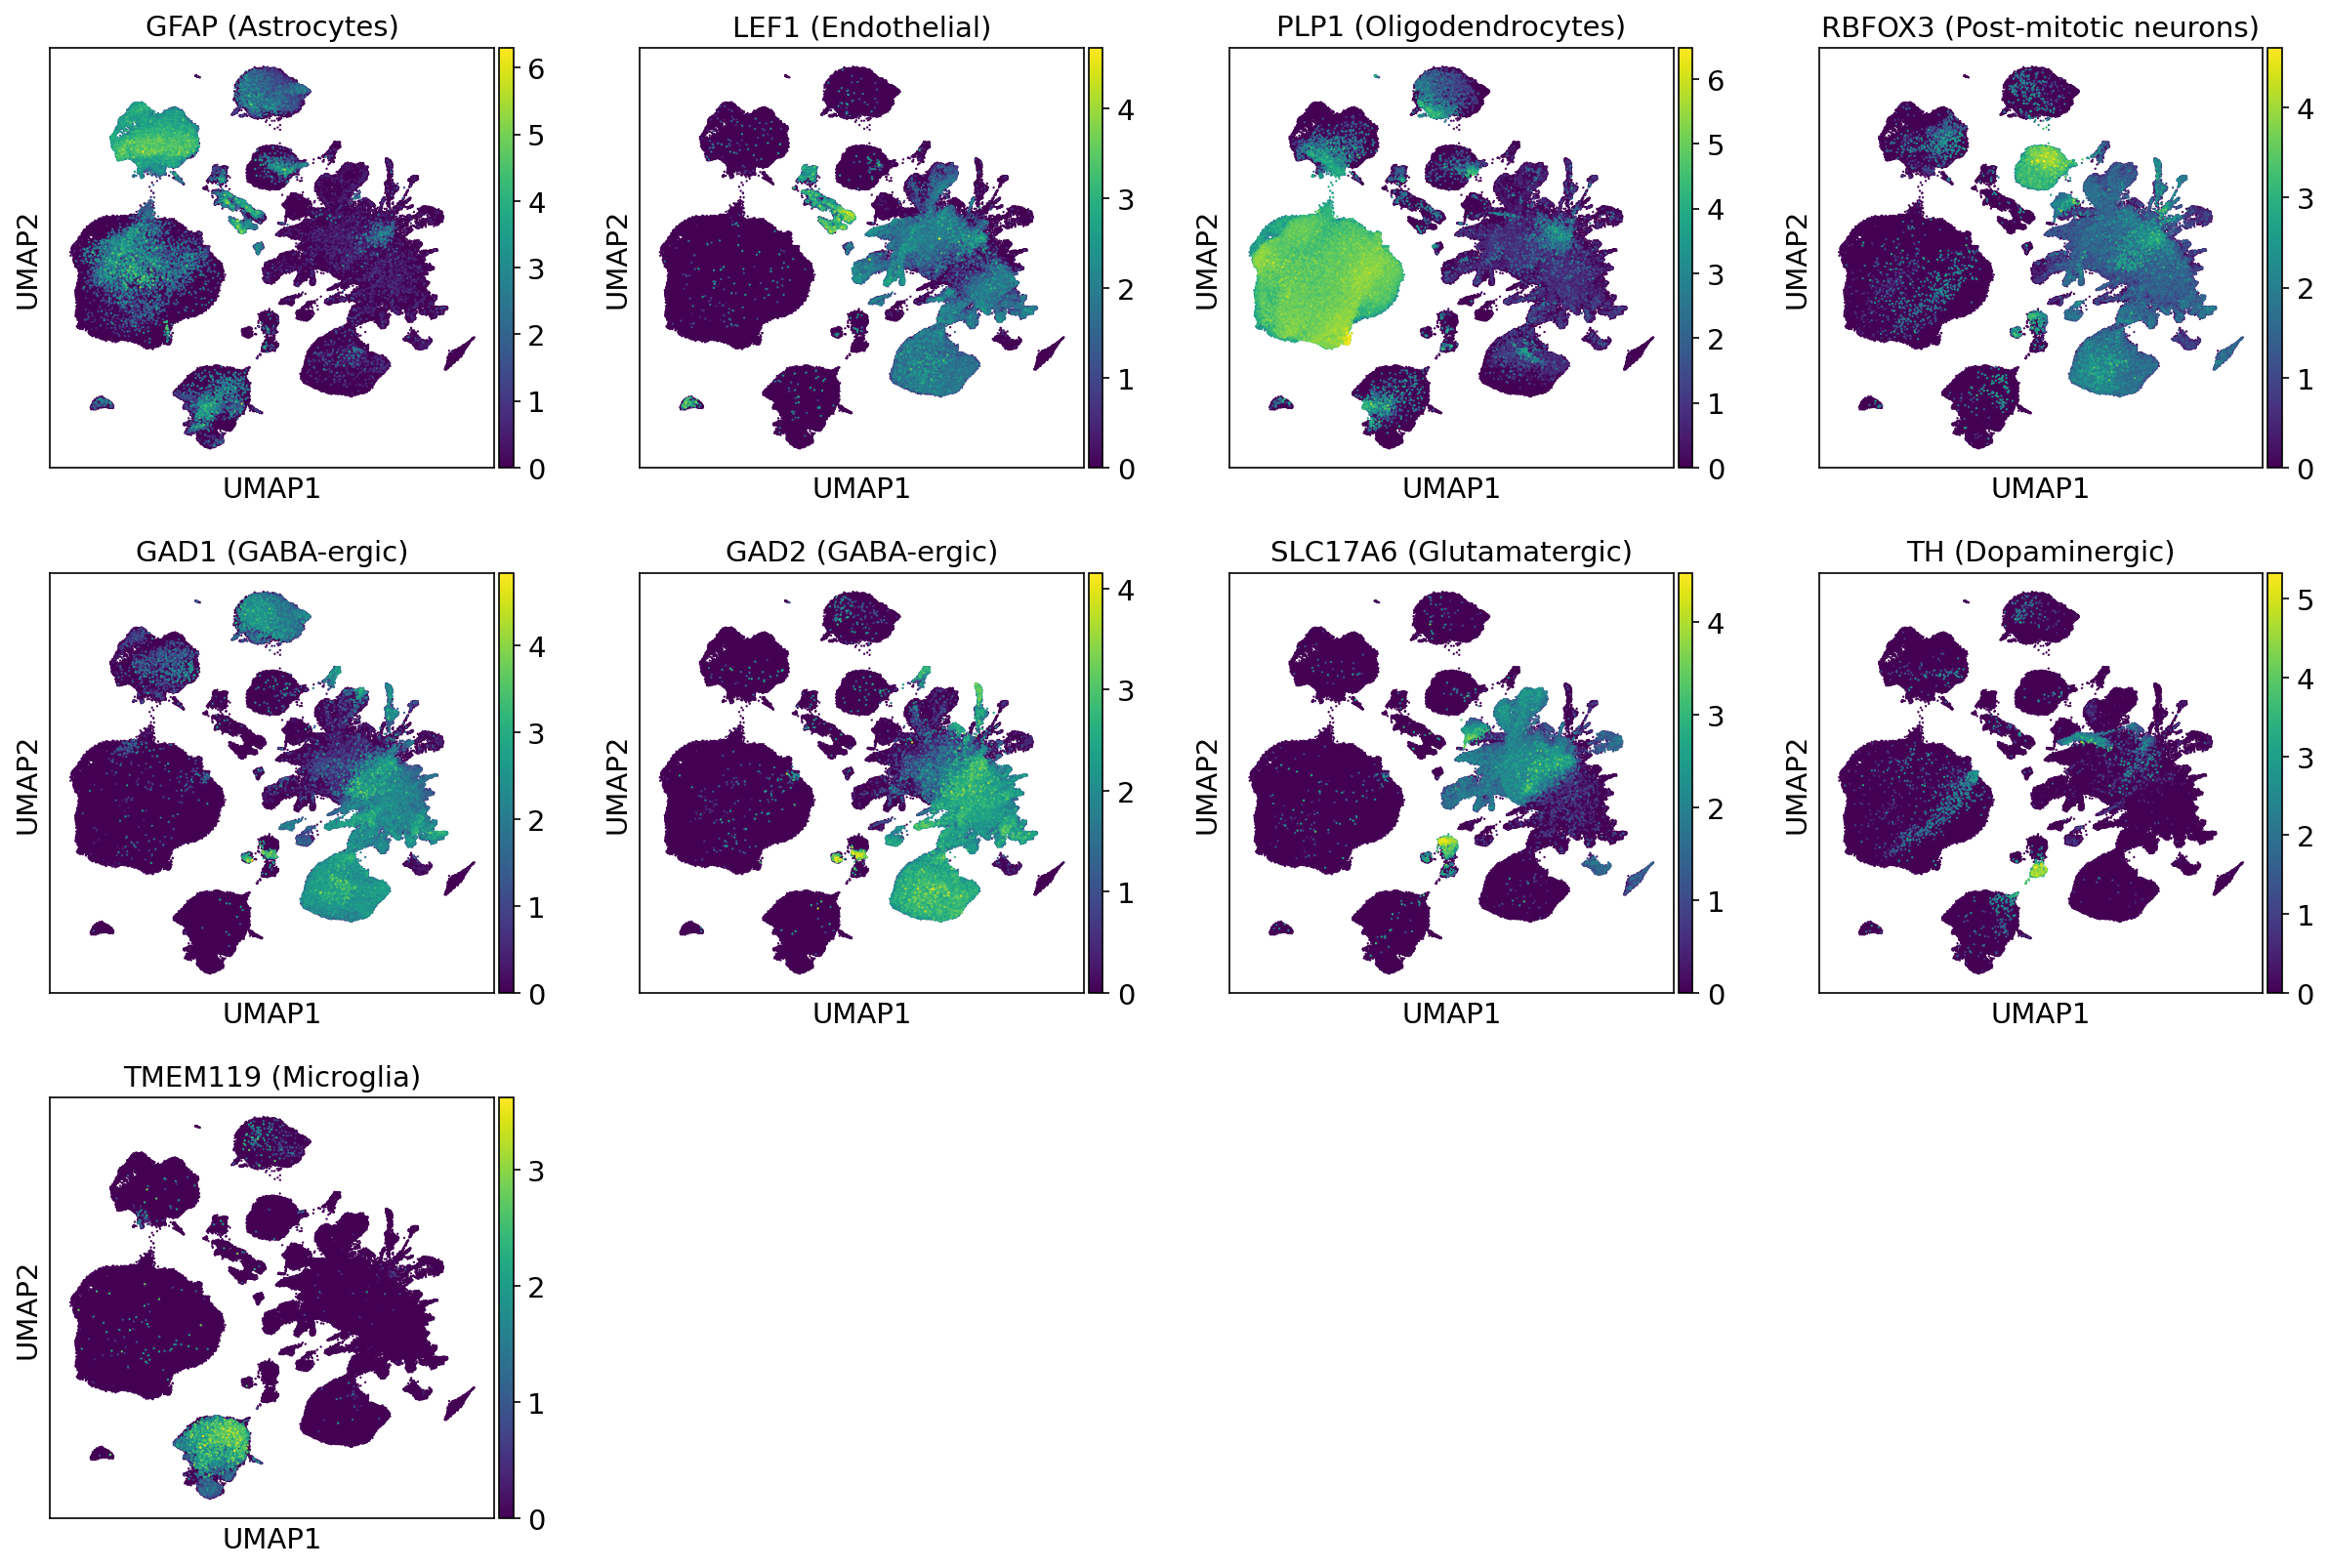 GFAP (Astrocytes)
UMAP2
6
5
4
3
2
1
0
UMAP1
LEF1 (Endothelial)
UMAP2
4
3
2
1
0
UMAP1
PLP1 (Oligodendrocytes)
UMAP2
6
5
4
3
2
1
0
UMAP1
RBFOX3 (Post-mitotic neurons)
UMAP2
4
3
2
1
0
UMAP1
GAD1 (GABA-ergic)
UMAP2
4
3
2
1
0
UMAP1
GAD2 (GABA-ergic)
UMAP2
4
3
2
1
0
UMAP1
SLC17A6 (Glutamatergic)
UMAP2
4
3
2
1
0
UMAP1
TH (Dopaminergic)
UMAP2
5
4
3
2
1
0
UMAP1
TMEM119 (Microglia)
UMAP2
3
2
1
0
UMAP1